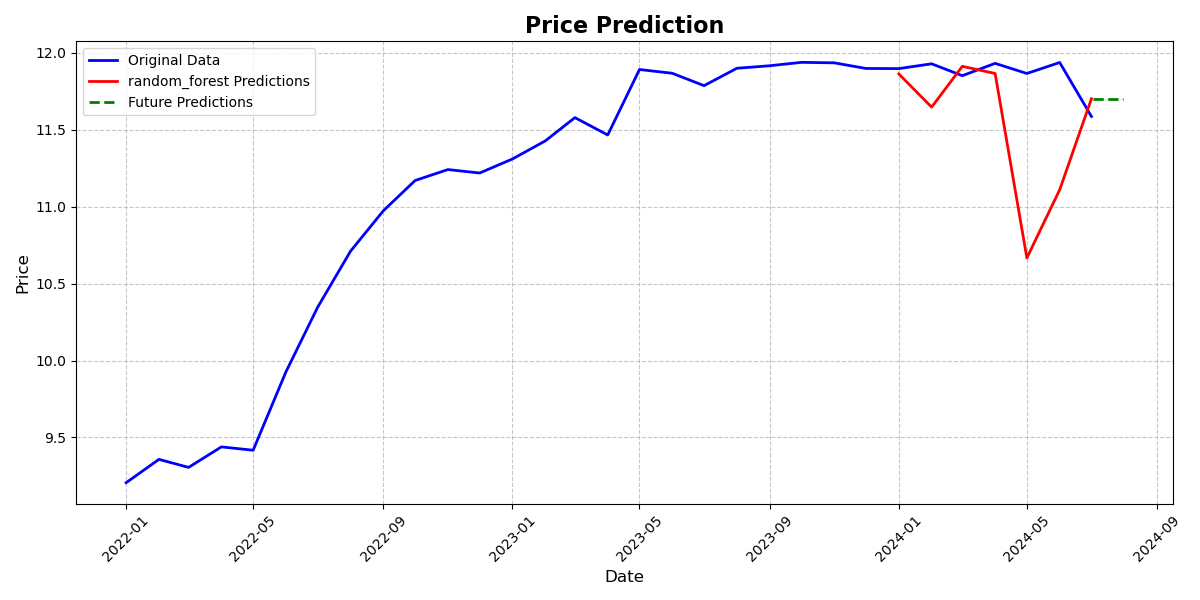 Price Prediction
Original Data
random_forest Predictions
Future Predictions
12.0
11.5
11.0
10.5
10.0
9.5
Price
2022-01
2022-05
2022-09
2023-01
2023-05
2023-09
2024-01
2024-05
2024-09
Date